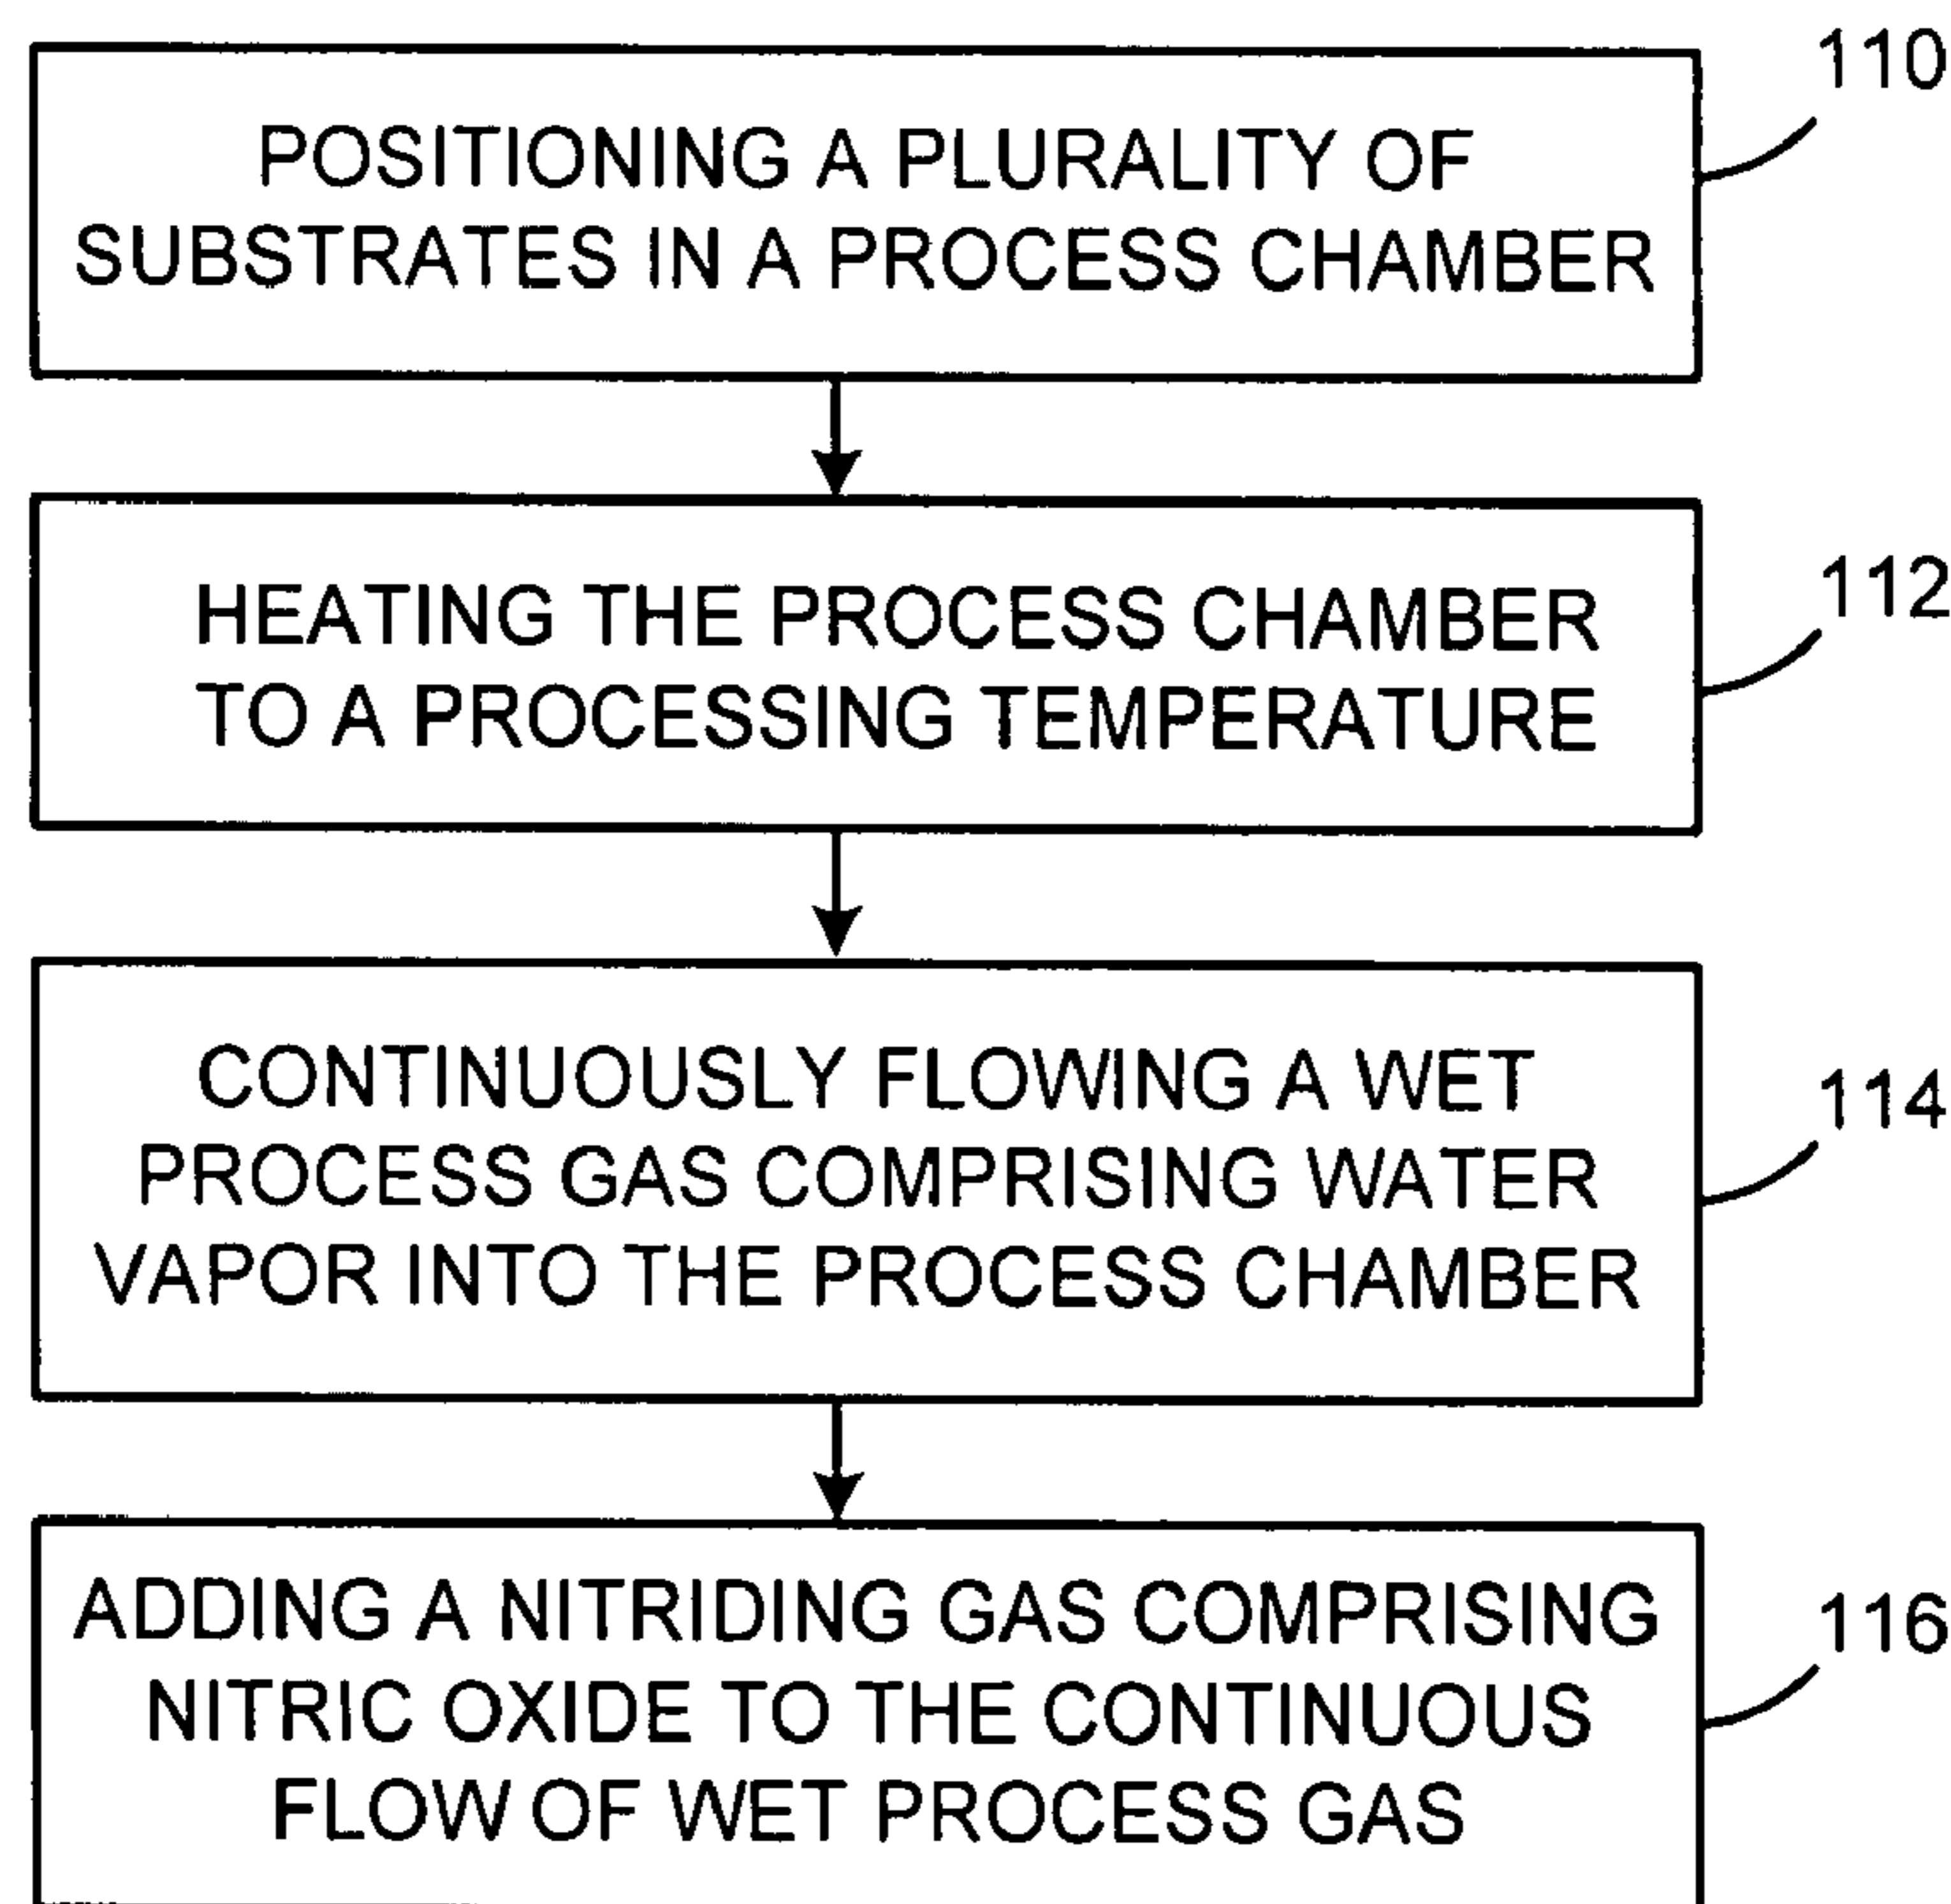 110
POSITIONING A PLURALITY OF
SUBSTRATES IN A PROCESS CHAMBER
112
HEATING THE PROCESS CHAMBER
TO A PROCESSING TEMPERATURE
114
CONTINUOUSLY FLOWING A WET
PROCESS GAS COMPRISING WATER
VAPOR INTO THE PROCESS CHAMBER
116
ADDING A NITRIDING GAS COMPRISING
NITRIC OXIDE TO THE CONTINUOUS
FLOW OF WET PROCESS GAS